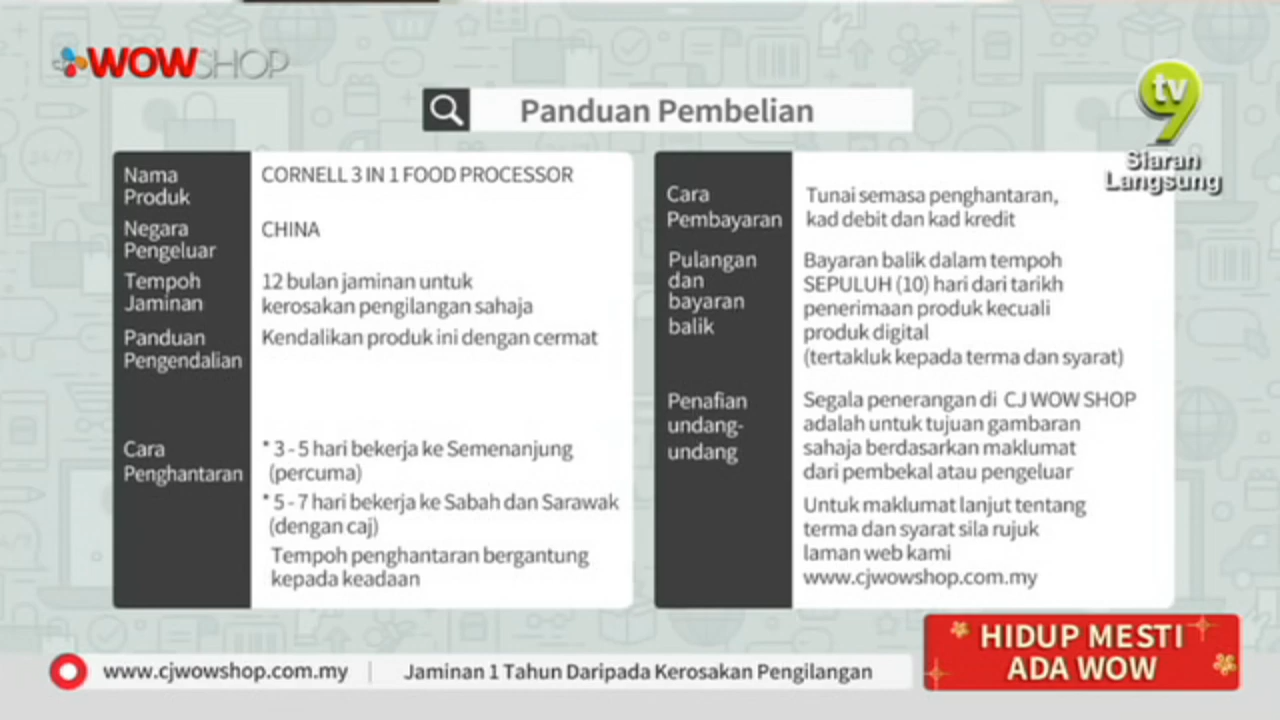 WOWSHOP
Panduan Pembelian
tv9
Siaran
Langsung
Nama
Produk
CORNELL 3 IN 1 FOOD PROCESSOR
Negara
Pengeluar
CHINA
Tempoh
Jaminan
12 bulan jaminan untuk
kerosakan pengilangan sahaja
Panduan
Pengendalian
Kendalikan produk ini dengan cermat
Cara
Penghantaran
* 3 - 5 hari bekerja ke Semenanjung
(percuma)
* 5 - 7 hari bekerja ke Sabah dan Sarawak
(dengan caj)
Tempoh penghantaran bergantung
kepada keadaan
Cara
Pembayaran
Tunai semasa penghantaran,
kad debit dan kad kredit
Pulangan
dan
bayaran
balik
Bayaran balik dalam tempoh
SEPULUH (10) hari dari tarikh
penerimaan produk kecuali
produk digital
(tertakluk kepada terma dan syarat)
Penafian
undang-
undang
Segala penerangan di CJ WOW SHOP
adalah untuk tujuan gambaran
sahaja berdasarkan maklumat
dari pembekal atau pengeluar
Untuk maklumat lanjut tentang
terma dan syarat sila rujuk
laman web kami
www.cjwowshop.com.my
www.cjwowshop.com.my | Jaminan 1 Tahun Daripada Kerosakan Pengilangan
HIDUP MESTI
ADA WOW